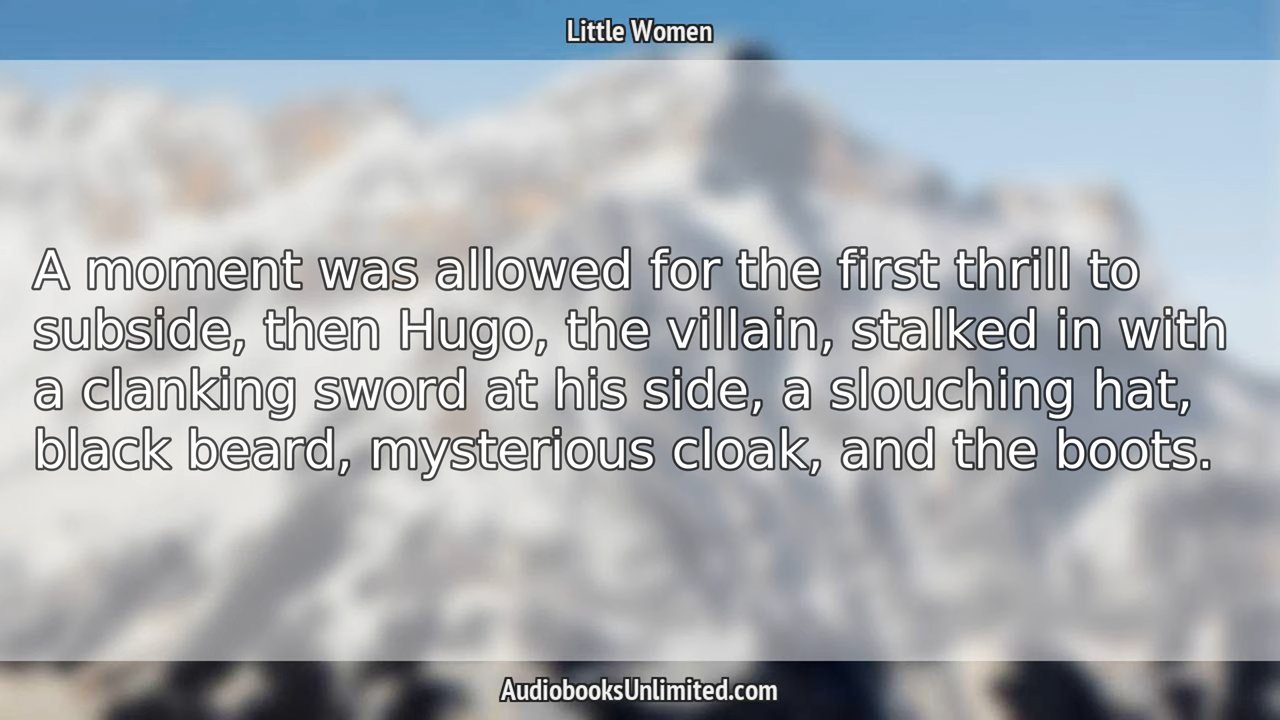 Little Women
A moment was allowed for the first thrill to
subside, then Hugo, the villain, stalked in with
a clanking sword at his side, a slouching hat,
black beard, mysterious cloak, and the boots.
AudiobooksUnlimited.com